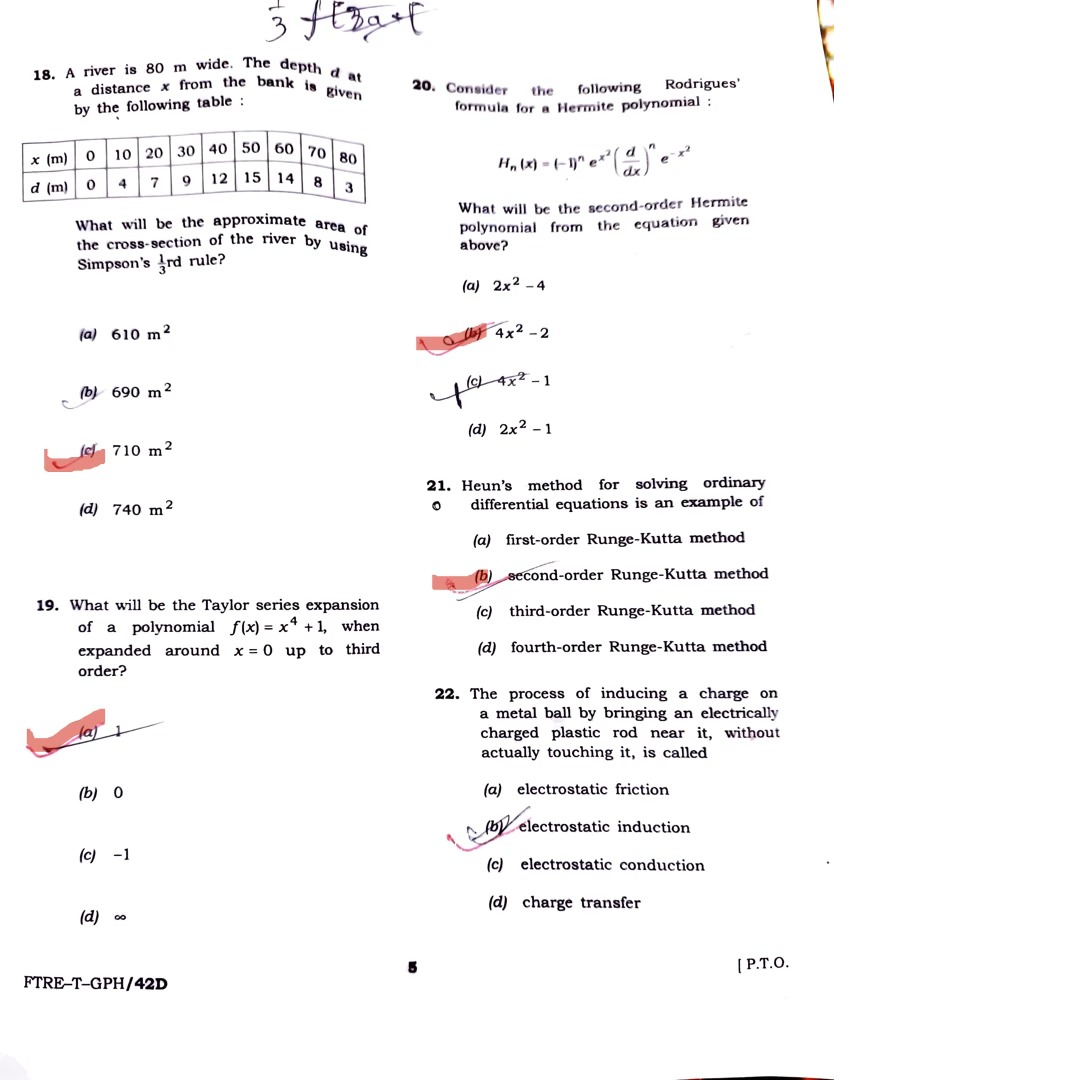 1/3
18. A river is 80 m wide. The depth d at
a distance x from the bank is given
by the following table :
x (m) 0 10 20 30 40 50 60 70 80
d (m) 0 4 7 9 12 15 14 8 3
What will be the approximate area of
the cross-section of the river by using
Simpson's 1/3rd rule?
(a) 610 m²
(b) 690 m²
(c) 710 m²
(d) 740 m²
19. What will be the Taylor series expansion
of a polynomial f(x) = x⁴ + 1, when
expanded around x = 0 up to third
order?
(a) 1
(b) 0
(c) −1
(d) ∞
FTRE–T–GPH/42D
20. Consider the following Rodrigues'
formula for a Hermite polynomial :
Hₙ(x) = (−1)ⁿ e^(x²) (d/dx)ⁿ e^(−x²)
What will be the second-order Hermite
polynomial from the equation given
above?
(a) 2x² − 4
(b) 4x² − 2
(c) 4x² − 1
(d) 2x² − 1
21. Heun's method for solving ordinary
differential equations is an example of
(a) first-order Runge-Kutta method
(b) second-order Runge-Kutta method
(c) third-order Runge-Kutta method
(d) fourth-order Runge-Kutta method
22. The process of inducing a charge on
a metal ball by bringing an electrically
charged plastic rod near it, without
actually touching it, is called
(a) electrostatic friction
(b) electrostatic induction
(c) electrostatic conduction
(d) charge transfer
5
[ P.T.O.